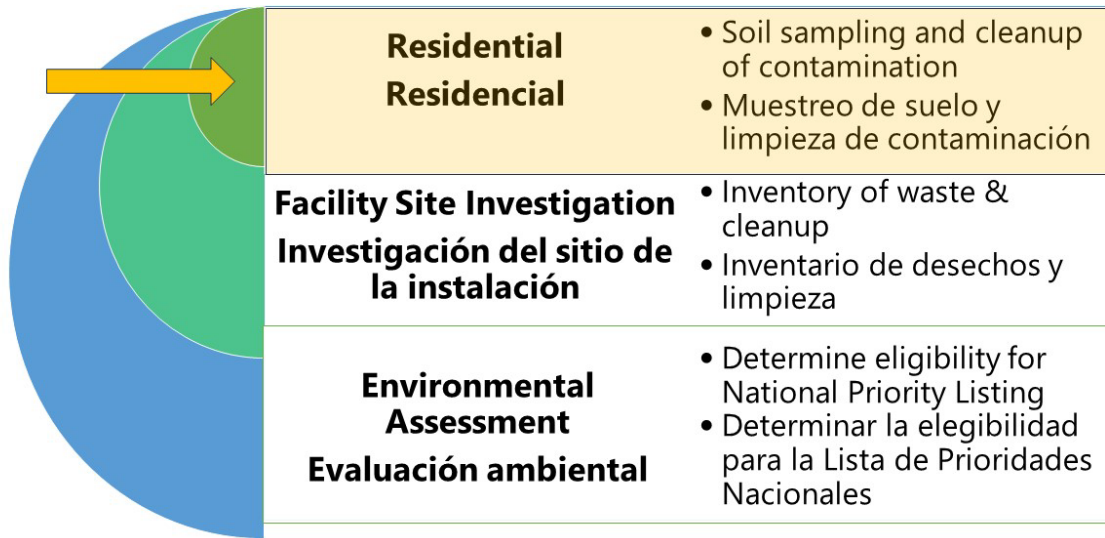 Residential
Residencial
• Soil sampling and cleanup
of contamination
• Muestreo de suelo y
limpieza de contaminación
Facility Site Investigation
Investigación del sitio de
la instalación
• Inventory of waste &
cleanup
• Inventario de desechos y
limpieza
Environmental
Assessment
Evaluación ambiental
• Determine eligibility for
National Priority Listing
• Determinar la elegibilidad
para la Lista de Prioridades
Nacionales